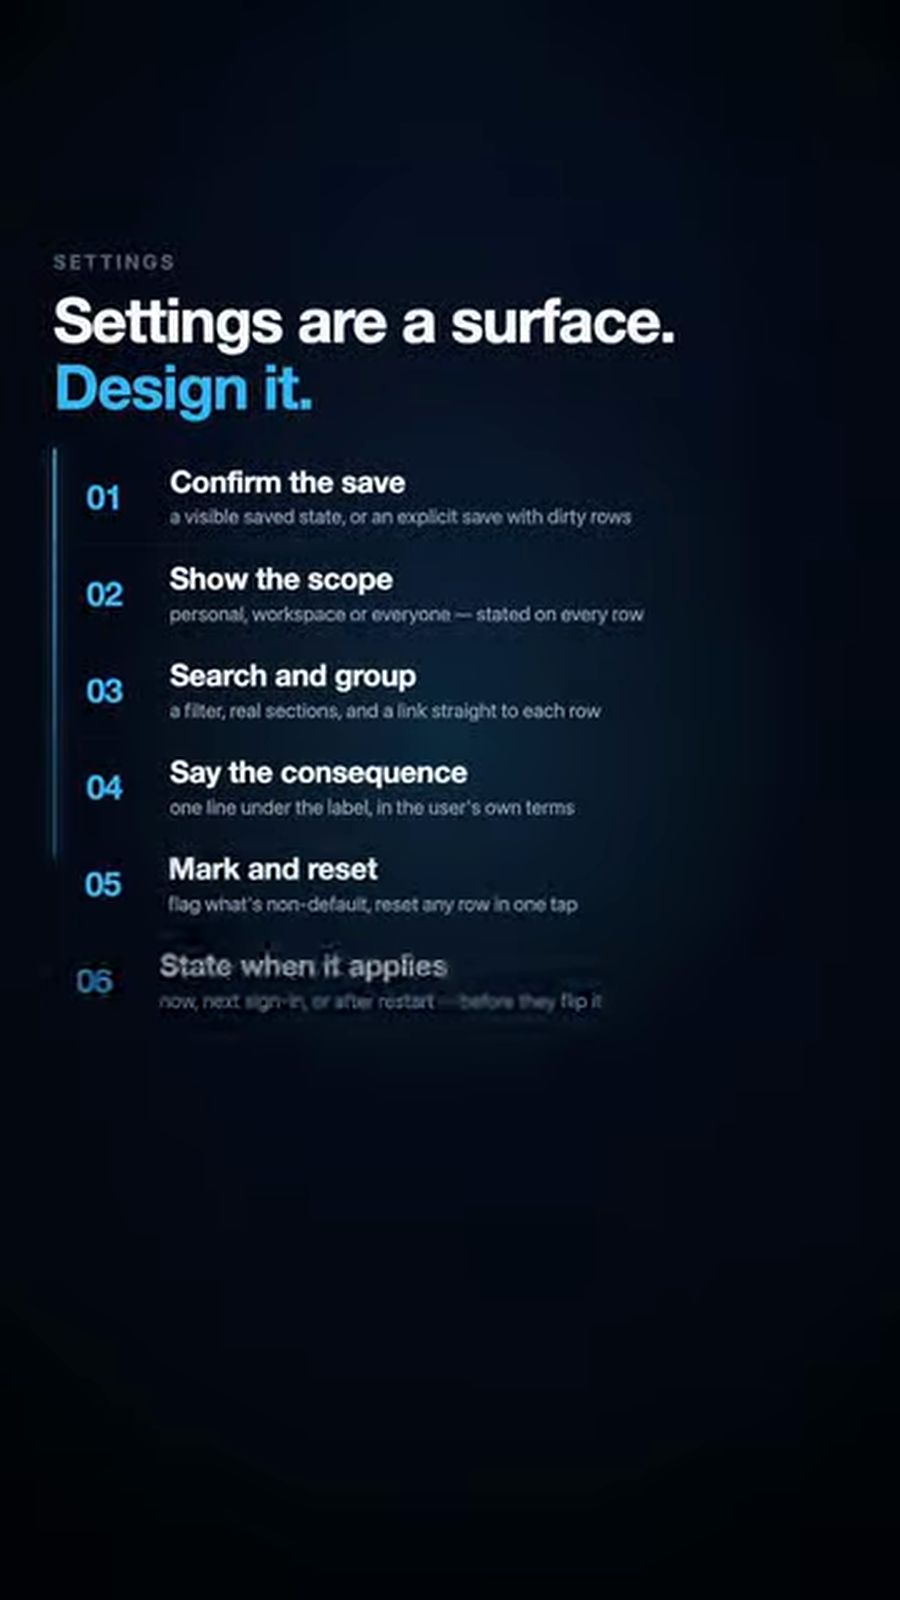 SETTINGS
Settings are a surface.
Design it.
01
Confirm the save
a visible saved state, or an explicit save with dirty rows
02
Show the scope
personal, workspace or everyone — stated on every row
03
Search and group
a filter, real sections, and a link straight to each row
04
Say the consequence
one line under the label, in the user's own terms
05
Mark and reset
flag what's non-default, reset any row in one tap
06
State when it applies
now, next sign-in, or after restart — before they flip it